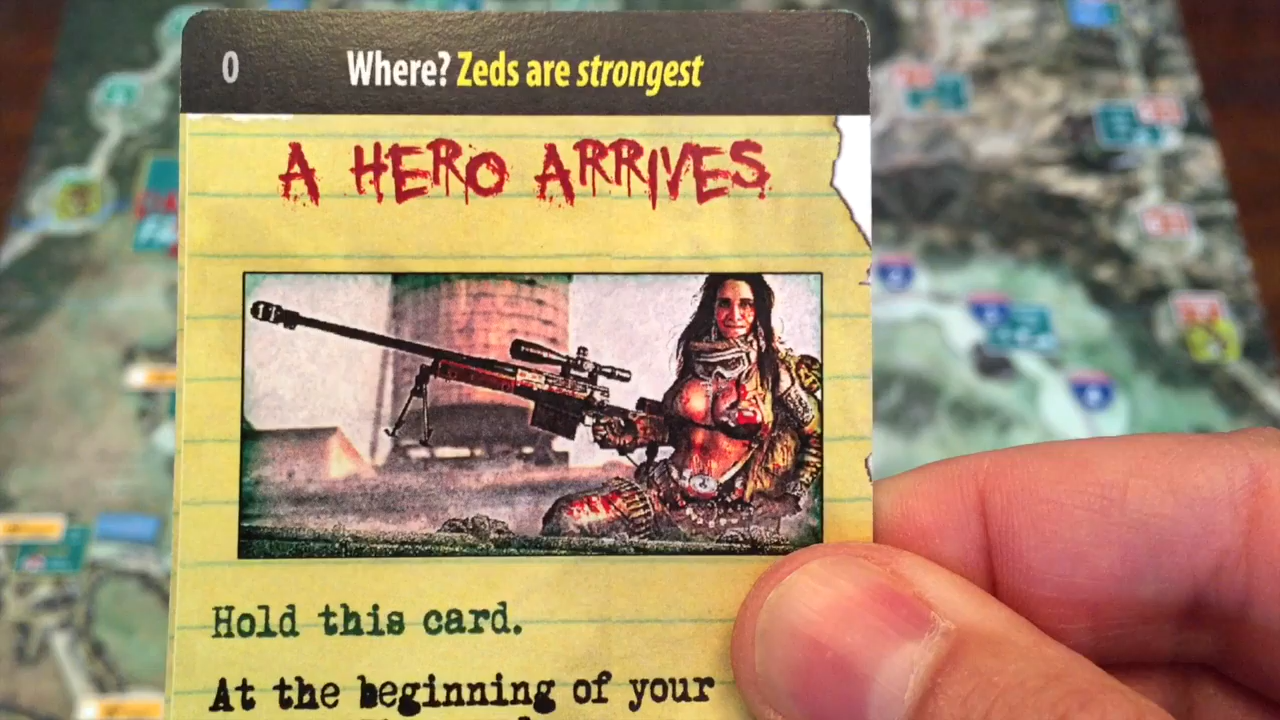 0
Where? Zeds are strongest
A HERO ARRIVES
Hold this card.
At the beginning of your